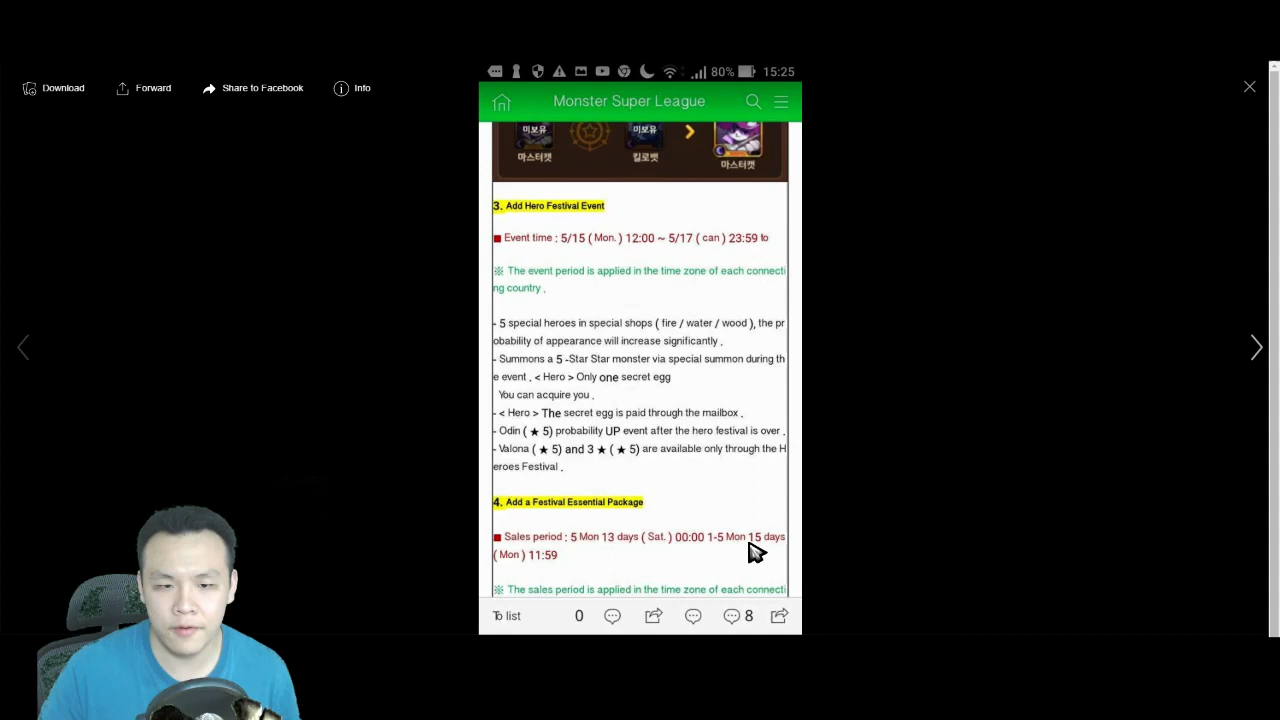 80% 15:25
Download Forward Share to Facebook Info
Monster Super League
미보유 미보유
마스터캣 킬로벳 마스터캣
3. Add Hero Festival Event
■ Event time : 5/15 ( Mon. ) 12:00 ~ 5/17 ( can ) 23:59 to
※ The event period is applied in the time zone of each connecti
ng country .
- 5 special heroes in special shops ( fire / water / wood ), the pr
obability of appearance will increase significantly .
- Summons a 5 -Star Star monster via special summon during th
e event . < Hero > Only one secret egg
You can acquire you .
- < Hero > The secret egg is paid through the mailbox .
- Odin ( ★ 5) probability UP event after the hero festival is over .
- Valona ( ★ 5) and 3 ★ ( ★ 5) are available only through the H
eroes Festival .
4. Add a Festival Essential Package
■ Sales period : 5 Mon 13 days ( Sat. ) 00:00 1-5 Mon 15 days
( Mon ) 11:59
※ The sales period is applied in the time zone of each connecti
To list 0 8